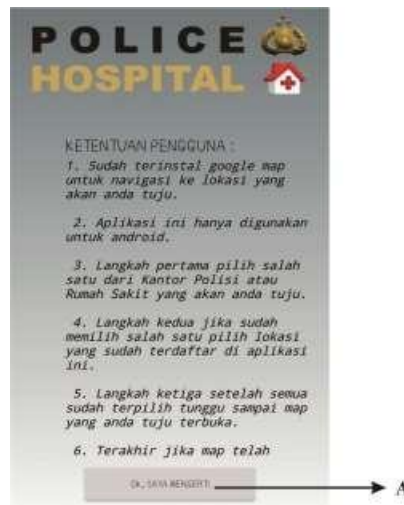 POLICE
HOSPITAL
KETENTUAN PENGGUNA :
1. Sudah terinstal google map
untuk navigasi ke lokasi yang
akan anda tuju.
2. Aplikasi ini hanya digunakan
untuk android.
3. Langkah pertama pilih salah
satu dari Kantor Polisi atau
Rumah Sakit yang akan anda tuju.
4. Langkah kedua jika sudah
memilih salah satu pilih lokasi
yang sudah terdaftar di aplikasi
ini.
5. Langkah ketiga setelah semua
sudah terpilih tunggu sampai map
yang anda tuju terbuka.
6. Terakhir jika map telah
OK, SAYA MENGERTI
A